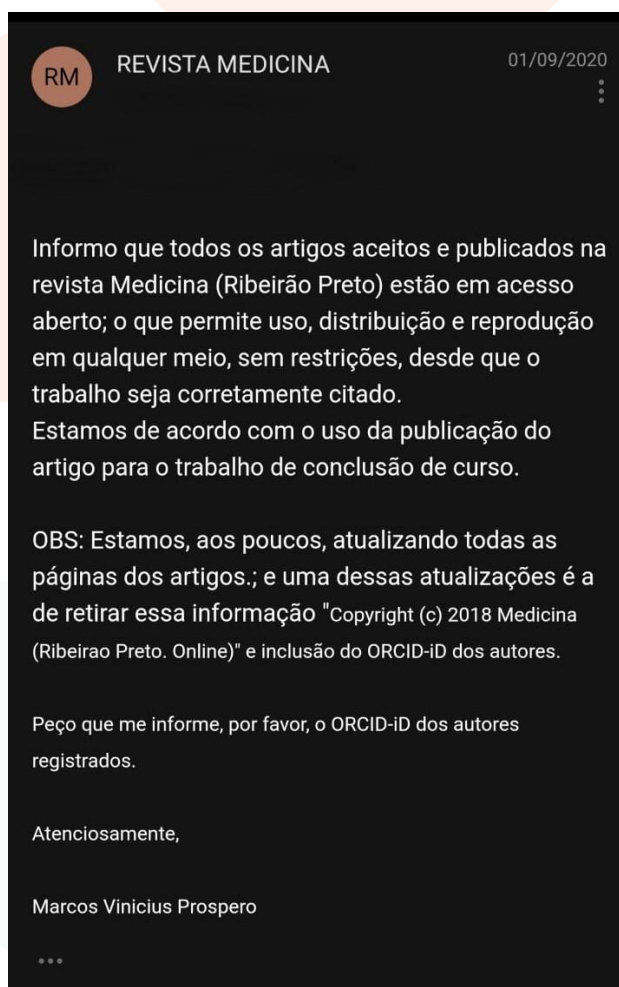 RM
REVISTA MEDICINA
01/09/2020
Informo que todos os artigos aceitos e publicados na
revista Medicina (Ribeirão Preto) estão em acesso
aberto; o que permite uso, distribuição e reprodução
em qualquer meio, sem restrições, desde que o
trabalho seja corretamente citado.
Estamos de acordo com o uso da publicação do
artigo para o trabalho de conclusão de curso.
OBS: Estamos, aos poucos, atualizando todas as
páginas dos artigos.; e uma dessas atualizações é a
de retirar essa informação "Copyright (c) 2018 Medicina
(Ribeirao Preto. Online)" e inclusão do ORCID-iD dos autores.
Peço que me informe, por favor, o ORCID-iD dos autores
registrados.
Atenciosamente,
Marcos Vinicius Prospero